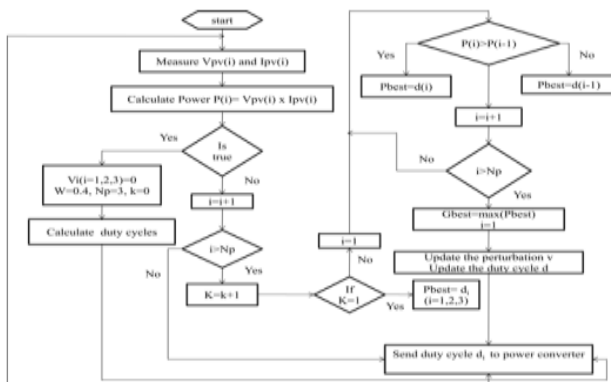 start
Measure Vpv(i) and Ipv(i)
Calculate Power P(i)= Vpv(i) x Ipv(i)
Yes
Is
true
No
Vi(i=1,2,3)=0
W=0.4, Np=3, k=0
Calculate duty cycles
i=i+1
i>Np
No
Yes
K=k+1
If
K=1
No
i=1
Yes
Pbest= d,
(i=1,2,3)
P(i)>P(i-1)
Yes
No
Pbest=d(i)
Pbest=d(i-1)
i=i+1
i>Np
No
Yes
Gbest=max(Pbest)
i=1
Update the perturbation v
Update the duty cycle d
Send duty cycle d, to power converter